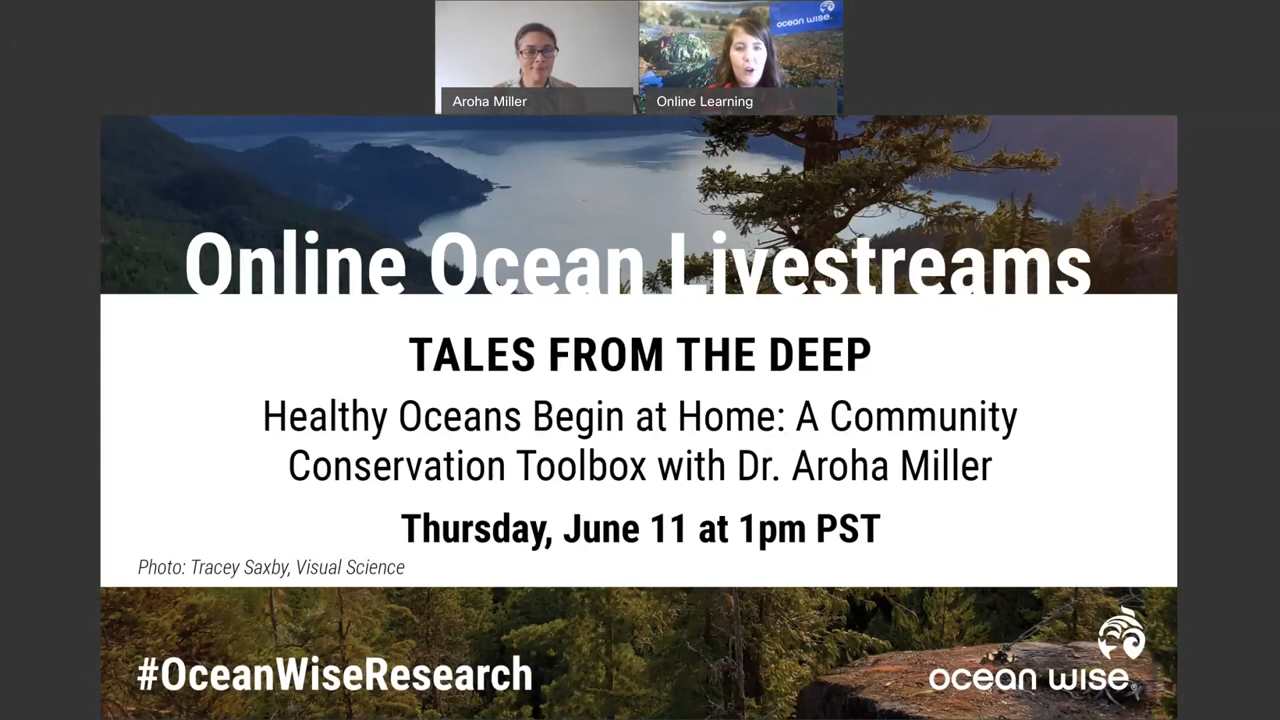 ocean wise
Aroha Miller
Online Learning
Online Ocean Livestreams
TALES FROM THE DEEP
Healthy Oceans Begin at Home: A Community
Conservation Toolbox with Dr. Aroha Miller
Thursday, June 11 at 1pm PST
Photo: Tracey Saxby, Visual Science
#OceanWiseResearch
ocean wise